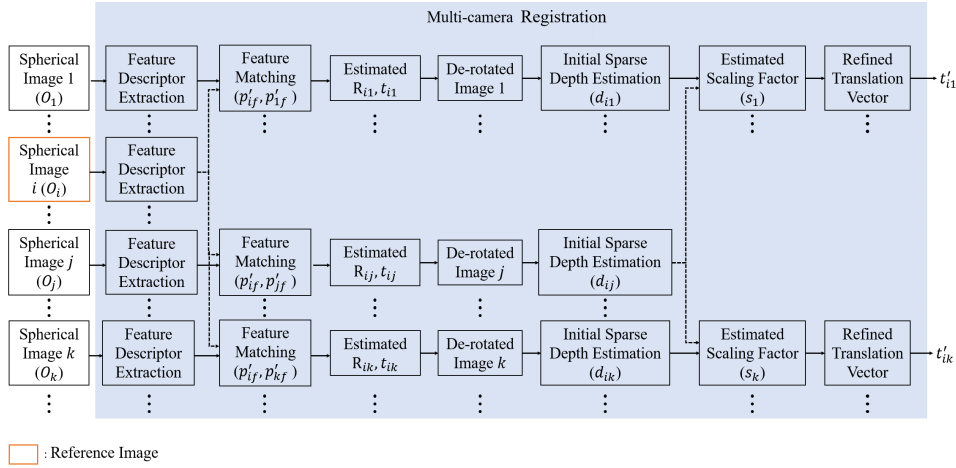 Multi-camera Registration
Spherical
Image 1
(O₁)
Feature
Descriptor
Extraction
Feature
Matching
(p′ᵢf, p′₁f)
Estimated
Rᵢ₁, tᵢ₁
De-rotated
Image 1
Initial Sparse
Depth Estimation
(dᵢ₁)
Estimated
Scaling Factor
(s₁)
Refined
Translation
Vector
t′ᵢ₁
Spherical
Image
i (Oᵢ)
Feature
Descriptor
Extraction
Spherical
Image j
(Oⱼ)
Feature
Descriptor
Extraction
Feature
Matching
(p′ᵢf, p′ⱼf)
Estimated
Rᵢⱼ, tᵢⱼ
De-rotated
Image j
Initial Sparse
Depth Estimation
(dᵢⱼ)
Spherical
Image k
(Oₖ)
Feature
Descriptor
Extraction
Feature
Matching
(p′ᵢf, p′ₖf)
Estimated
Rᵢₖ, tᵢₖ
De-rotated
Image k
Initial Sparse
Depth Estimation
(dᵢₖ)
Estimated
Scaling Factor
(sₖ)
Refined
Translation
Vector
t′ᵢₖ
: Reference Image